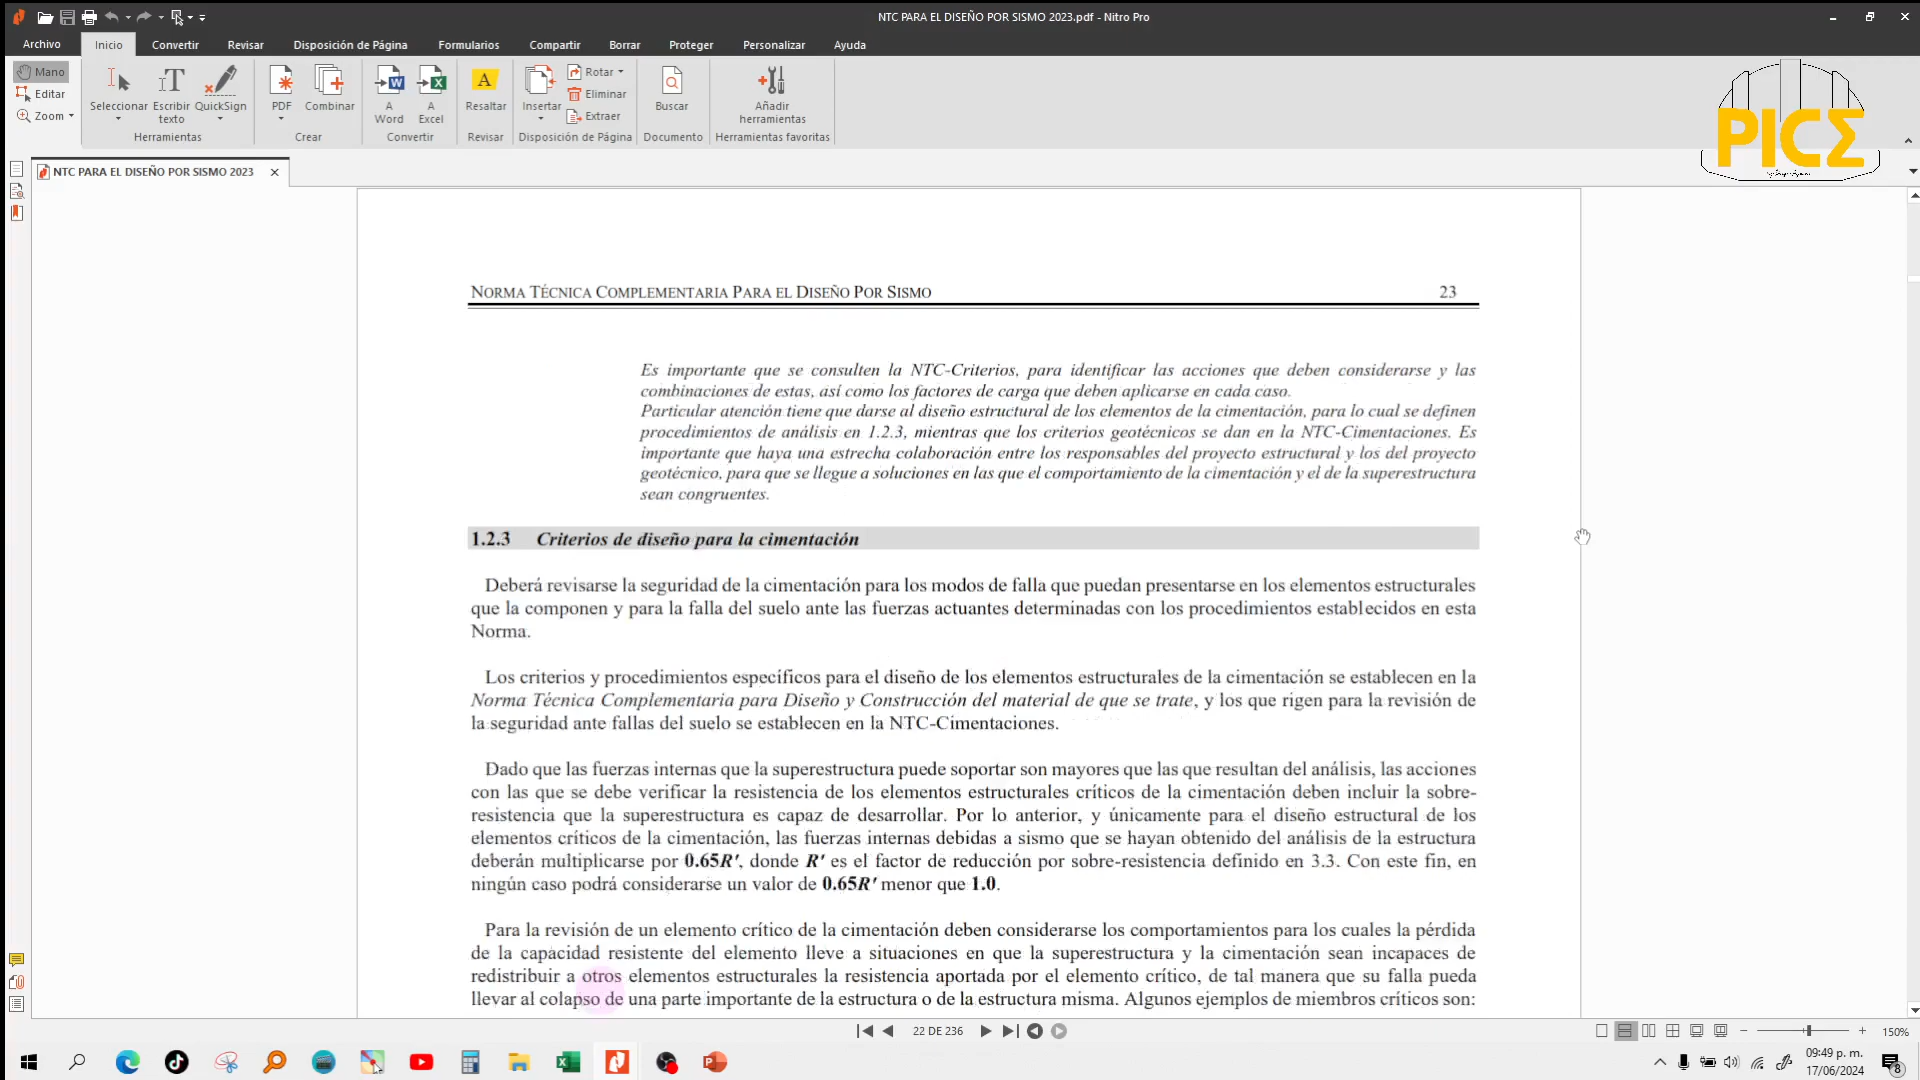 NTC PARA EL DISEÑO POR SISMO 2023.pdf - Nitro Pro
Archivo Inicio Convertir Revisar Disposición de Página Formularios Compartir Borrar Proteger Personalizar Ayuda
Mano
Editar
Zoom
Seleccionar
Escribir texto
QuickSign
Herramientas
PDF
Combinar
Crear
A Word
A Excel
Convertir
Resaltar
Revisar
Insertar
Rotar
Eliminar
Extraer
Disposición de Página
Buscar
Documento
Añadir herramientas
Herramientas favoritas
PICΣ
NTC PARA EL DISEÑO POR SISMO 2023
NORMA TÉCNICA COMPLEMENTARIA PARA EL DISEÑO POR SISMO 23
Es importante que se consulten la NTC-Criterios, para identificar las acciones que deben considerarse y las
combinaciones de estas, así como los factores de carga que deben aplicarse en cada caso.
Particular atención tiene que darse al diseño estructural de los elementos de la cimentación, para lo cual se definen
procedimientos de análisis en 1.2.3, mientras que los criterios geotécnicos se dan en la NTC-Cimentaciones. Es
importante que haya una estrecha colaboración entre los responsables del proyecto estructural y los del proyecto
geotécnico, para que se llegue a soluciones en las que el comportamiento de la cimentación y el de la superestructura
sean congruentes.
1.2.3 Criterios de diseño para la cimentación
Deberá revisarse la seguridad de la cimentación para los modos de falla que puedan presentarse en los elementos estructurales
que la componen y para la falla del suelo ante las fuerzas actuantes determinadas con los procedimientos establecidos en esta
Norma.
Los criterios y procedimientos específicos para el diseño de los elementos estructurales de la cimentación se establecen en la
Norma Técnica Complementaria para Diseño y Construcción del material de que se trate, y los que rigen para la revisión de
la seguridad ante fallas del suelo se establecen en la NTC-Cimentaciones.
Dado que las fuerzas internas que la superestructura puede soportar son mayores que las que resultan del análisis, las acciones
con las que se debe verificar la resistencia de los elementos estructurales críticos de la cimentación deben incluir la sobre-
resistencia que la superestructura es capaz de desarrollar. Por lo anterior, y únicamente para el diseño estructural de los
elementos críticos de la cimentación, las fuerzas internas debidas a sismo que se hayan obtenido del análisis de la estructura
deberán multiplicarse por 0.65R′, donde R′ es el factor de reducción por sobre-resistencia definido en 3.3. Con este fin, en
ningún caso podrá considerarse un valor de 0.65R′ menor que 1.0.
Para la revisión de un elemento crítico de la cimentación deben considerarse los comportamientos para los cuales la pérdida
de la capacidad resistente del elemento lleve a situaciones en que la superestructura y la cimentación sean incapaces de
redistribuir a otros elementos estructurales la resistencia aportada por el elemento crítico, de tal manera que su falla pueda
llevar al colapso de una parte importante de la estructura o de la estructura misma. Algunos ejemplos de miembros críticos son:
22 DE 236
150%
09:49 p. m.
17/06/2024
8